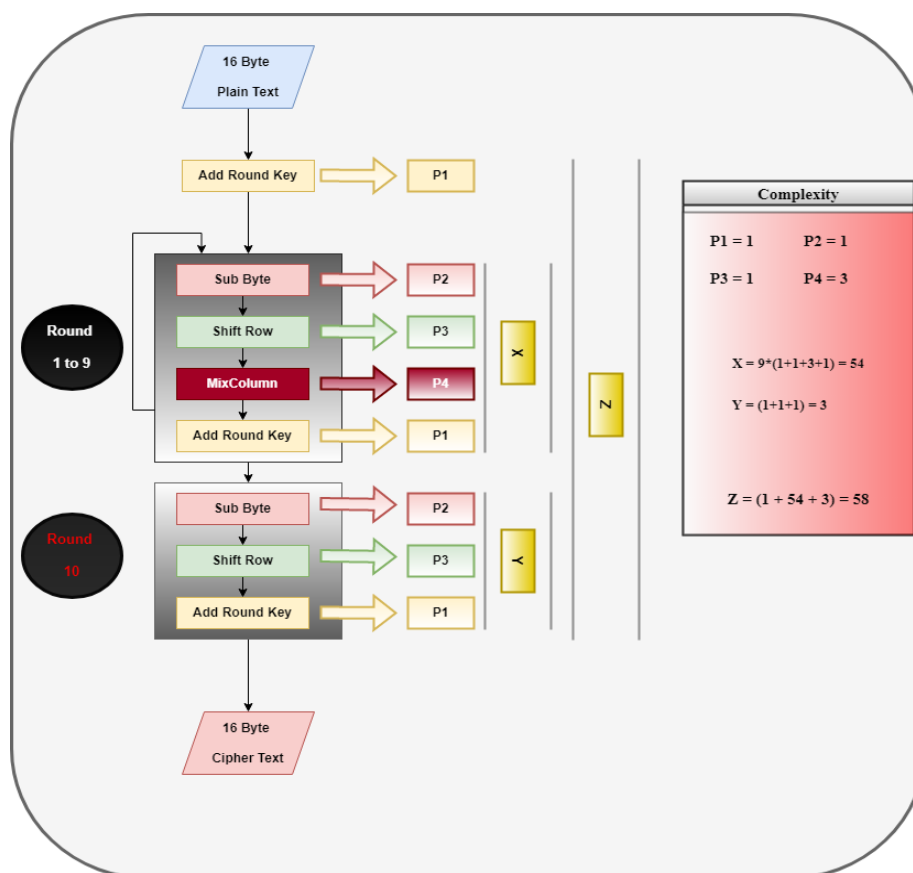 16 Byte
Plain Text
Add Round Key
P1
Round
1 to 9
Sub Byte
P2
Shift Row
P3
MixColumn
P4
Add Round Key
P1
X
Round
10
Sub Byte
P2
Shift Row
P3
Add Round Key
P1
Y
Z
16 Byte
Cipher Text
Complexity
P1 = 1 P2 = 1
P3 = 1 P4 = 3
X = 9*(1+1+3+1) = 54
Y = (1+1+1) = 3
Z = (1 + 54 + 3) = 58